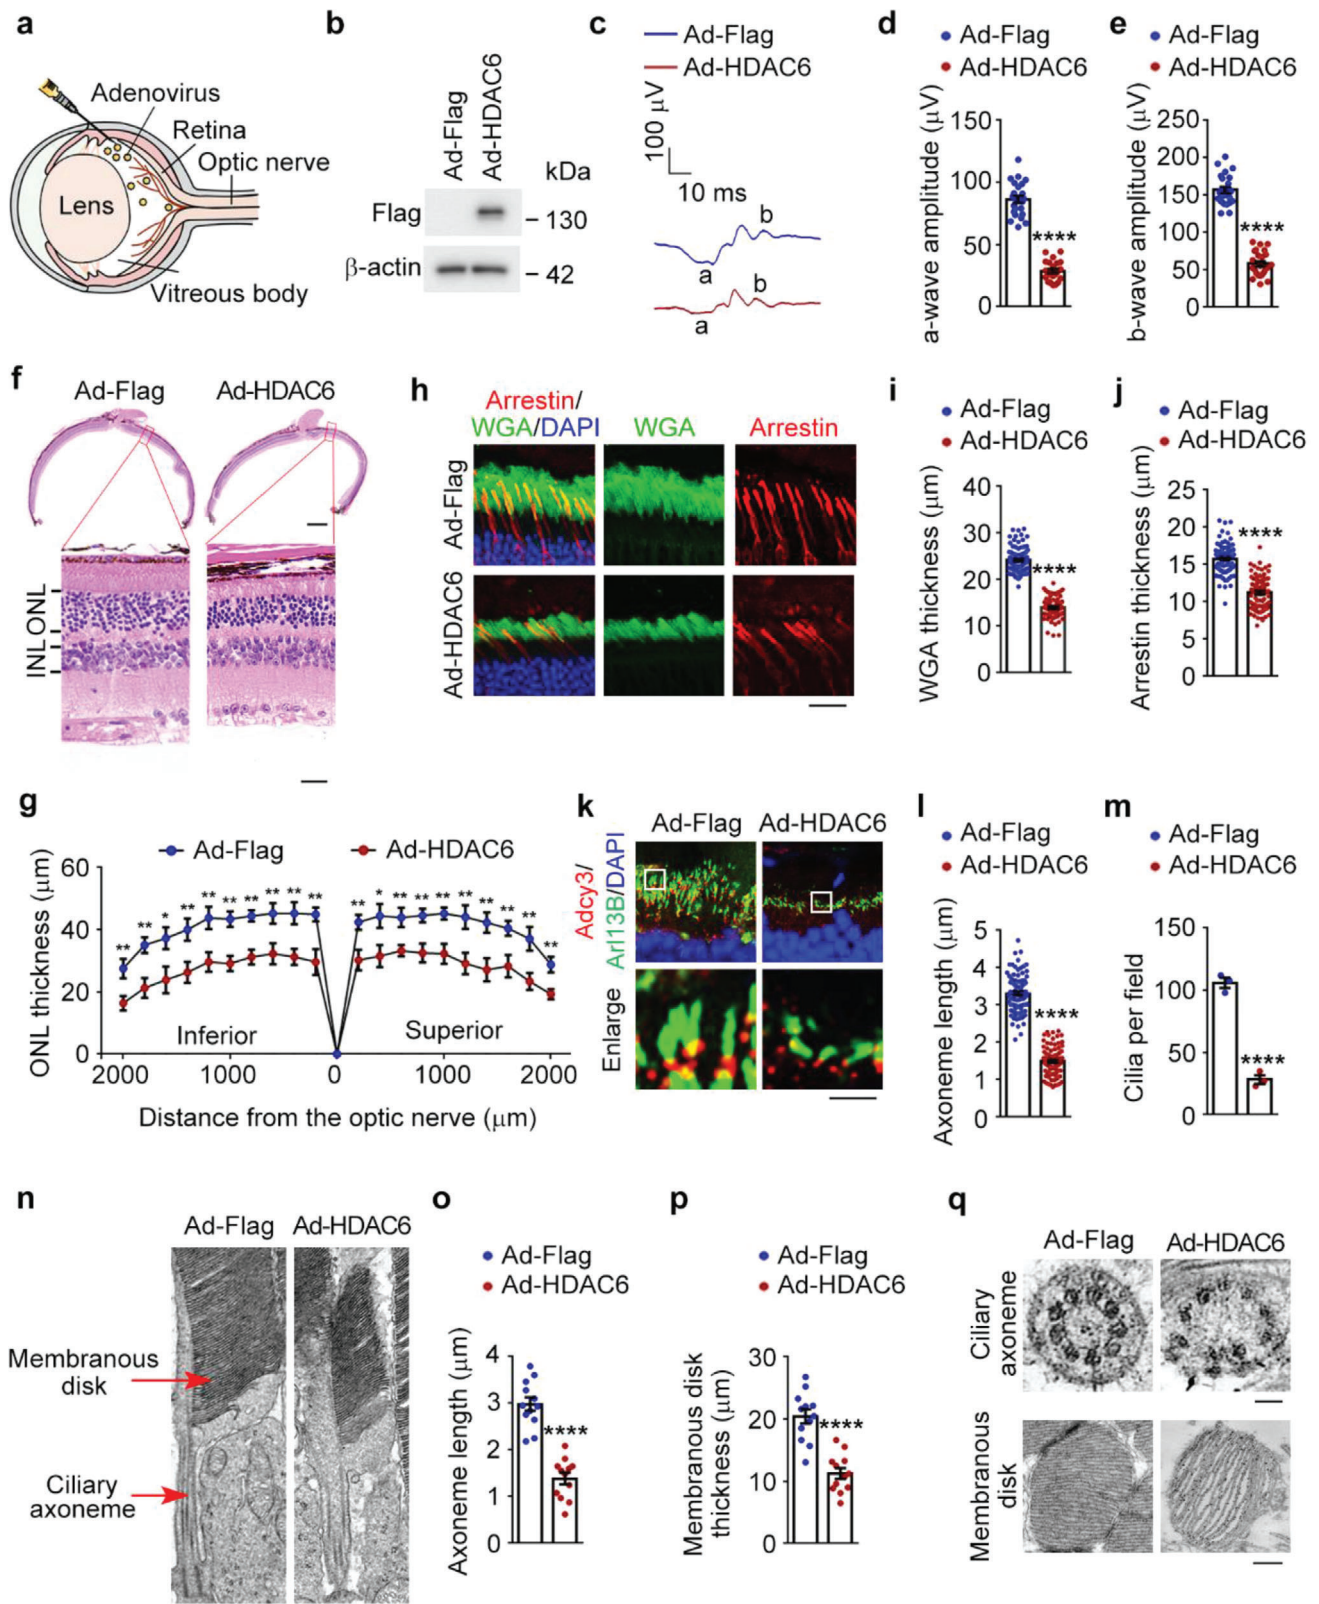 a
Adenovirus
Retina
Optic nerve
Lens
Vitreous body
b
Ad-Flag
Ad-HDAC6
kDa
Flag
130
β-actin
42
c
Ad-Flag
Ad-HDAC6
100 μV
10 ms
b
a
b
a
d
Ad-Flag
Ad-HDAC6
a-wave amplitude (μV)
150
100
50
0
****
e
Ad-Flag
Ad-HDAC6
b-wave amplitude (μV)
250
200
150
100
50
0
****
f
Ad-Flag
Ad-HDAC6
INL ONL
h
Arrestin/
WGA/DAPI
WGA
Arrestin
Ad-Flag
Ad-HDAC6
i
Ad-Flag
Ad-HDAC6
WGA thickness (μm)
40
30
20
10
0
****
j
Ad-Flag
Ad-HDAC6
Arrestin thickness (μm)
25
20
15
10
5
0
****
g
Ad-Flag
Ad-HDAC6
ONL thickness (μm)
60
40
20
0
** ** * ** ** ** ** ** ** **
** * ** ** ** ** ** ** ** **
Inferior
Superior
2000 1000 0 1000 2000
Distance from the optic nerve (μm)
k
Ad-Flag
Ad-HDAC6
Adcy3/
Arl13B/DAPI
Enlarge
l
Ad-Flag
Ad-HDAC6
Axoneme length (μm)
5
4
3
2
1
0
****
m
Ad-Flag
Ad-HDAC6
Cilia per field
150
100
50
0
****
n
Ad-Flag
Ad-HDAC6
Membranous
disk
Ciliary
axoneme
o
Ad-Flag
Ad-HDAC6
Axoneme length (μm)
4
3
2
1
0
****
p
Ad-Flag
Ad-HDAC6
Membranous disk
thickness (μm)
30
20
10
0
****
q
Ad-Flag
Ad-HDAC6
Ciliary
axoneme
Membranous
disk